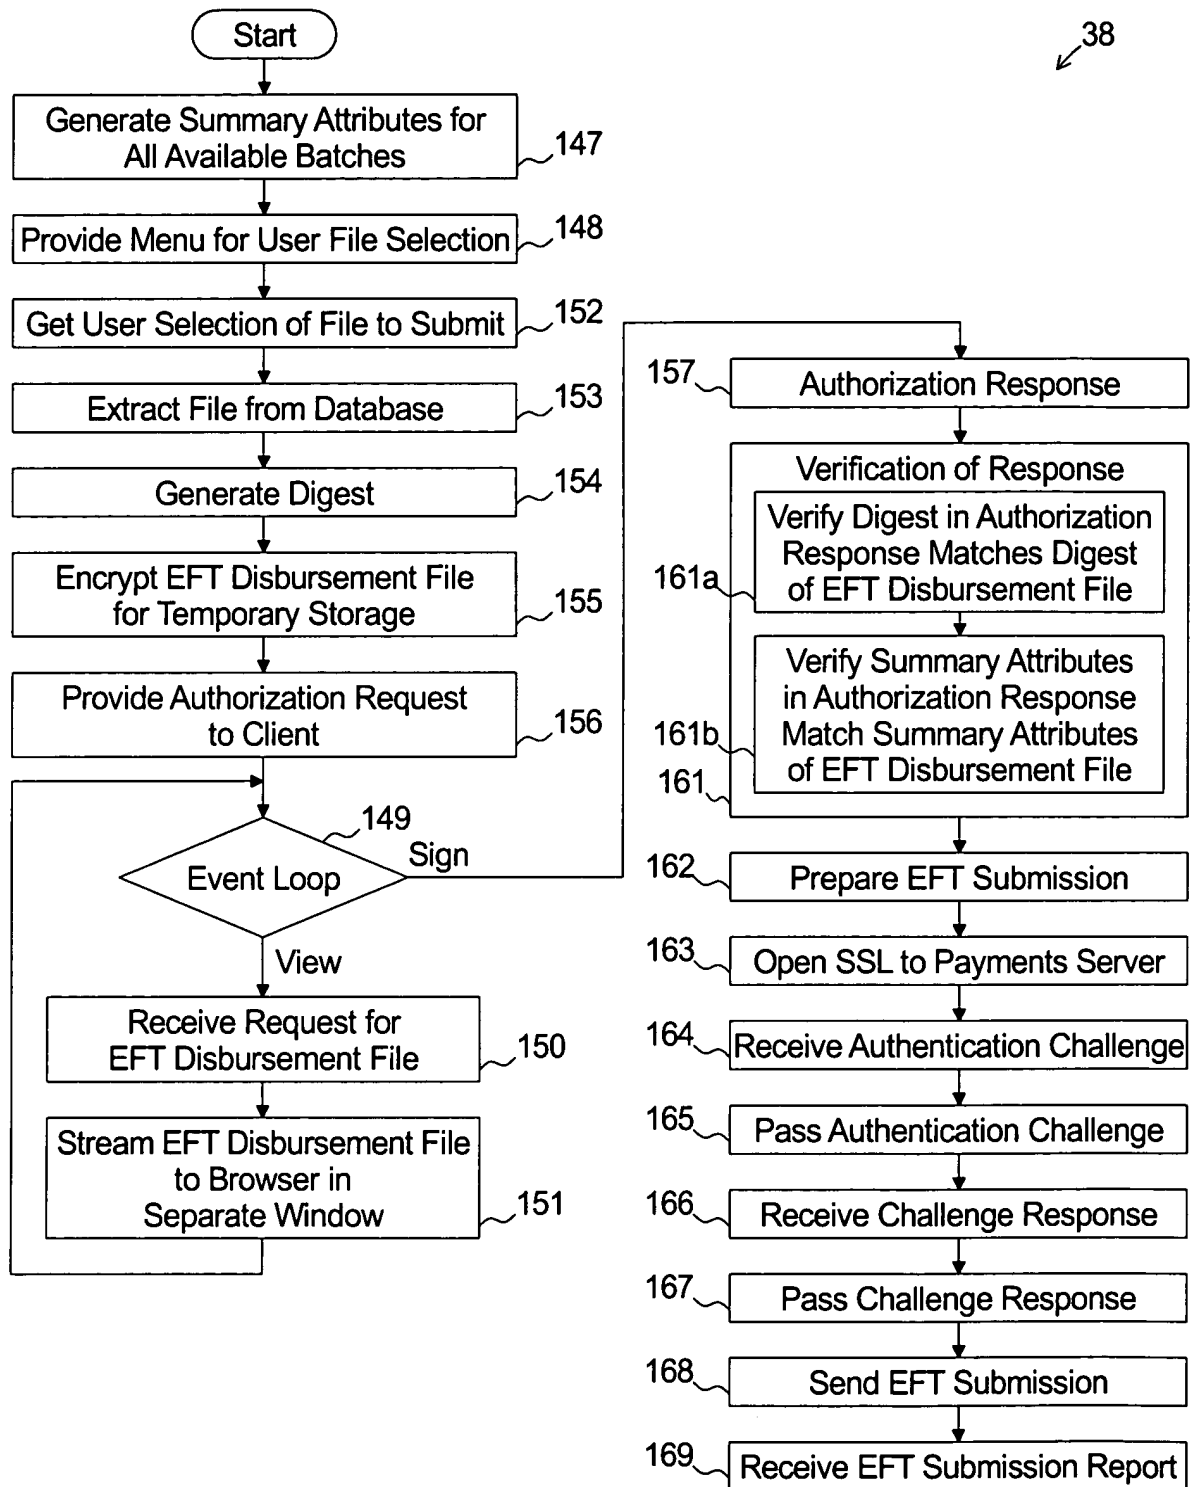 Start
38
Generate Summary Attributes for
All Available Batches
147
Provide Menu for User File Selection
148
Get User Selection of File to Submit
152
Extract File from Database
153
Generate Digest
154
Encrypt EFT Disbursement File
for Temporary Storage
155
Provide Authorization Request
to Client
156
Event Loop
149
Sign
View
Receive Request for
EFT Disbursement File
150
Stream EFT Disbursement File
to Browser in
Separate Window
151
157
Authorization Response
Verification of Response
Verify Digest in Authorization
Response Matches Digest
of EFT Disbursement File
161a
Verify Summary Attributes
in Authorization Response
Match Summary Attributes
of EFT Disbursement File
161b
161
162
Prepare EFT Submission
163
Open SSL to Payments Server
164
Receive Authentication Challenge
165
Pass Authentication Challenge
166
Receive Challenge Response
167
Pass Challenge Response
168
Send EFT Submission
169
Receive EFT Submission Report